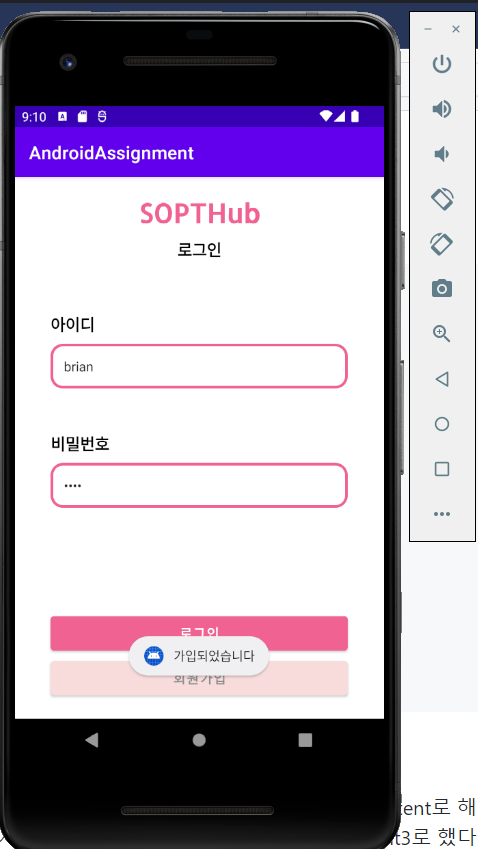 9:10
AndroidAssignment
SOPTHub
로그인
아이디
brian
비밀번호
••••
로그인
가입되었습니다
회원가입
tent로 해
t3로 했다